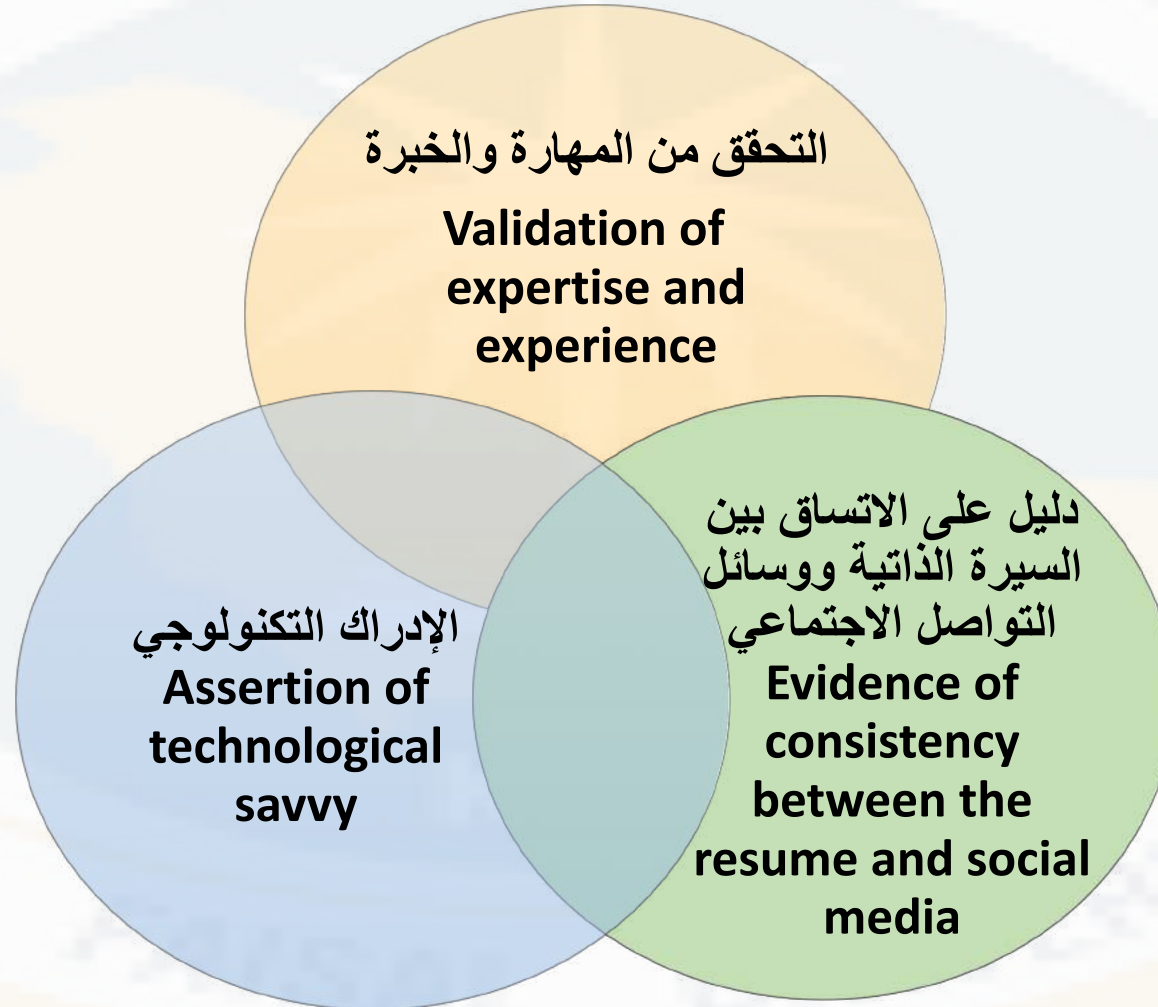 التحقق من المهارة والخبرة
Validation of
expertise and
experience
الإدراك التكنولوجي
Assertion of
technological
savvy
دليل على الاتساق بين
السيرة الذاتية ووسائل
التواصل الاجتماعي
Evidence of
consistency
between the
resume and social
media